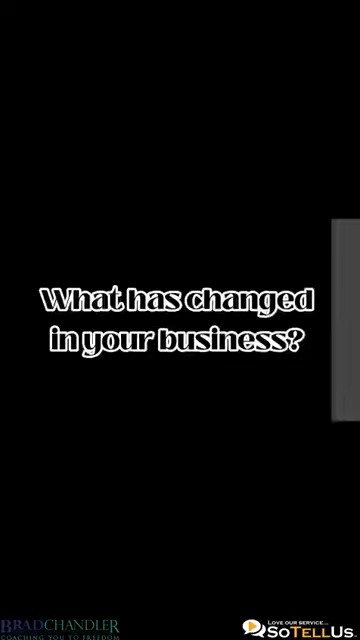 What has changed
in your business?
BRADCHANDLER
COACHING YOU TO FREEDOM
LOVE OUR SERVICE...
SOTELLUS